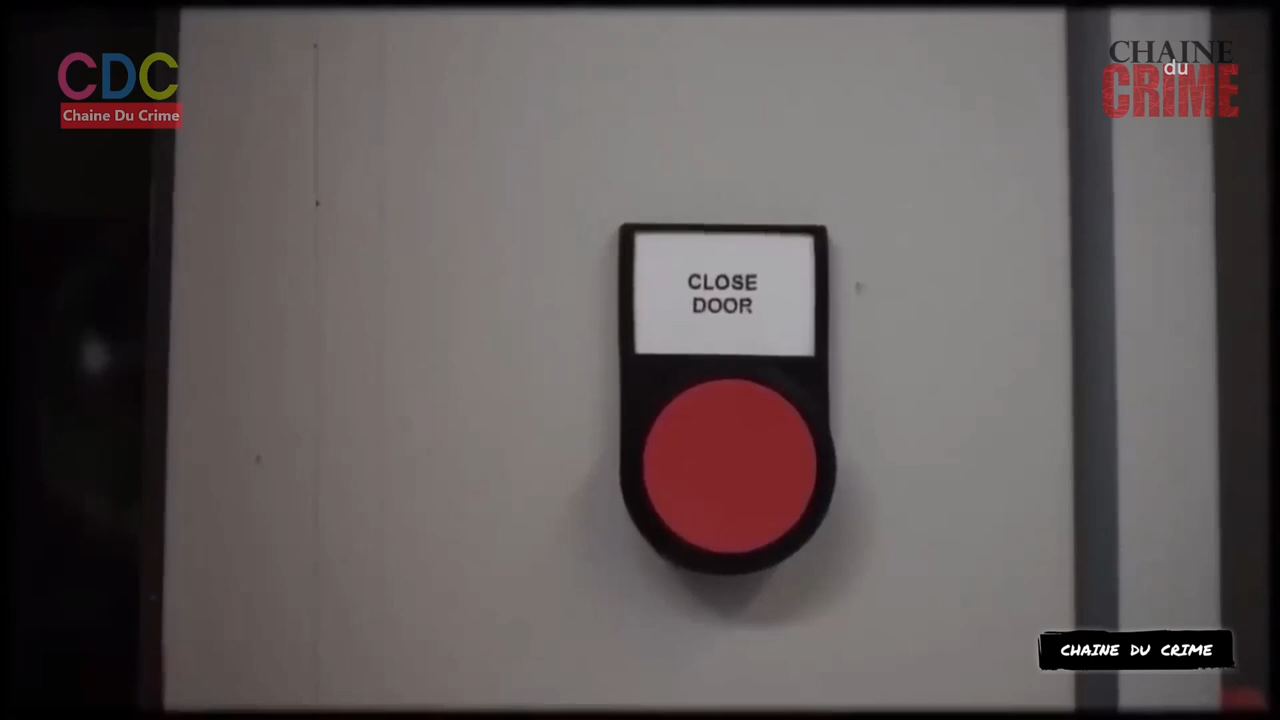 CDC
Chaine Du Crime
CHAINE
du
CRIME
CLOSE
DOOR
CHAINE DU CRIME